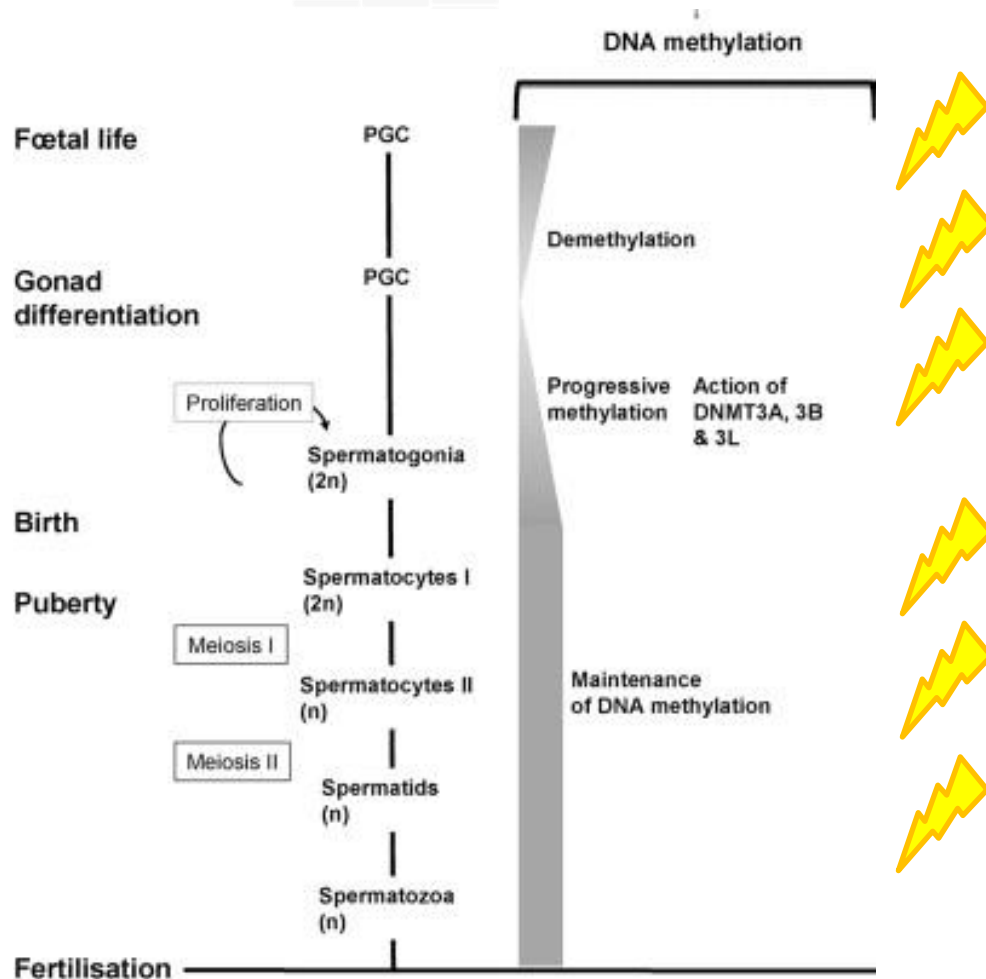 DNA methylation
Fœtal life
PGC
Demethylation
Gonad
differentiation
PGC
Proliferation
Progressive
methylation
Action of
DNMT3A, 3B
& 3L
Spermatogonia
(2n)
Birth
Spermatocytes I
(2n)
Puberty
Meiosis I
Spermatocytes II
(n)
Maintenance
of DNA methylation
Meiosis II
Spermatids
(n)
Spermatozoa
(n)
Fertilisation